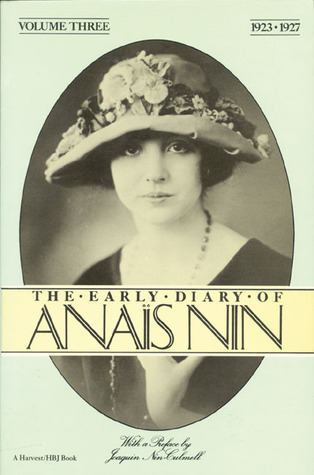 VOLUME THREE
1923·1927
THE·EARLY·DIARY·OF
ANAÏS NIN
With a Preface by
Joaquin Nin-Culmell
A Harvest/HBJ Book